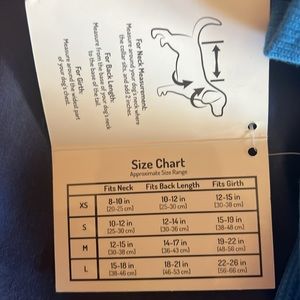 For Neck Measurement:
Measure around your dog's neck where
the collar sits, and add 2 inches.
For Back Length:
Measure from the base of your dog's neck
to the base of the tail.
For Girth:
Measure around the widest part
of your dog's chest.
Size Chart
Approximate Size Range
Fits Neck Fits Back Length Fits Girth
XS 8-10 in 10-12 in 12-15 in
(20-25 cm) (25-30 cm) (30-38 cm)
S 10-12 in 12-14 in 15-19 in
(25-30 cm) (30-36 cm) (38-48 cm)
M 12-15 in 14-17 in 19-22 in
(30-38 cm) (36-43 cm) (48-56 cm)
L 15-18 in 18-21 in 22-26 in
(38-46 cm) (46-53 cm) (56-66 cm)